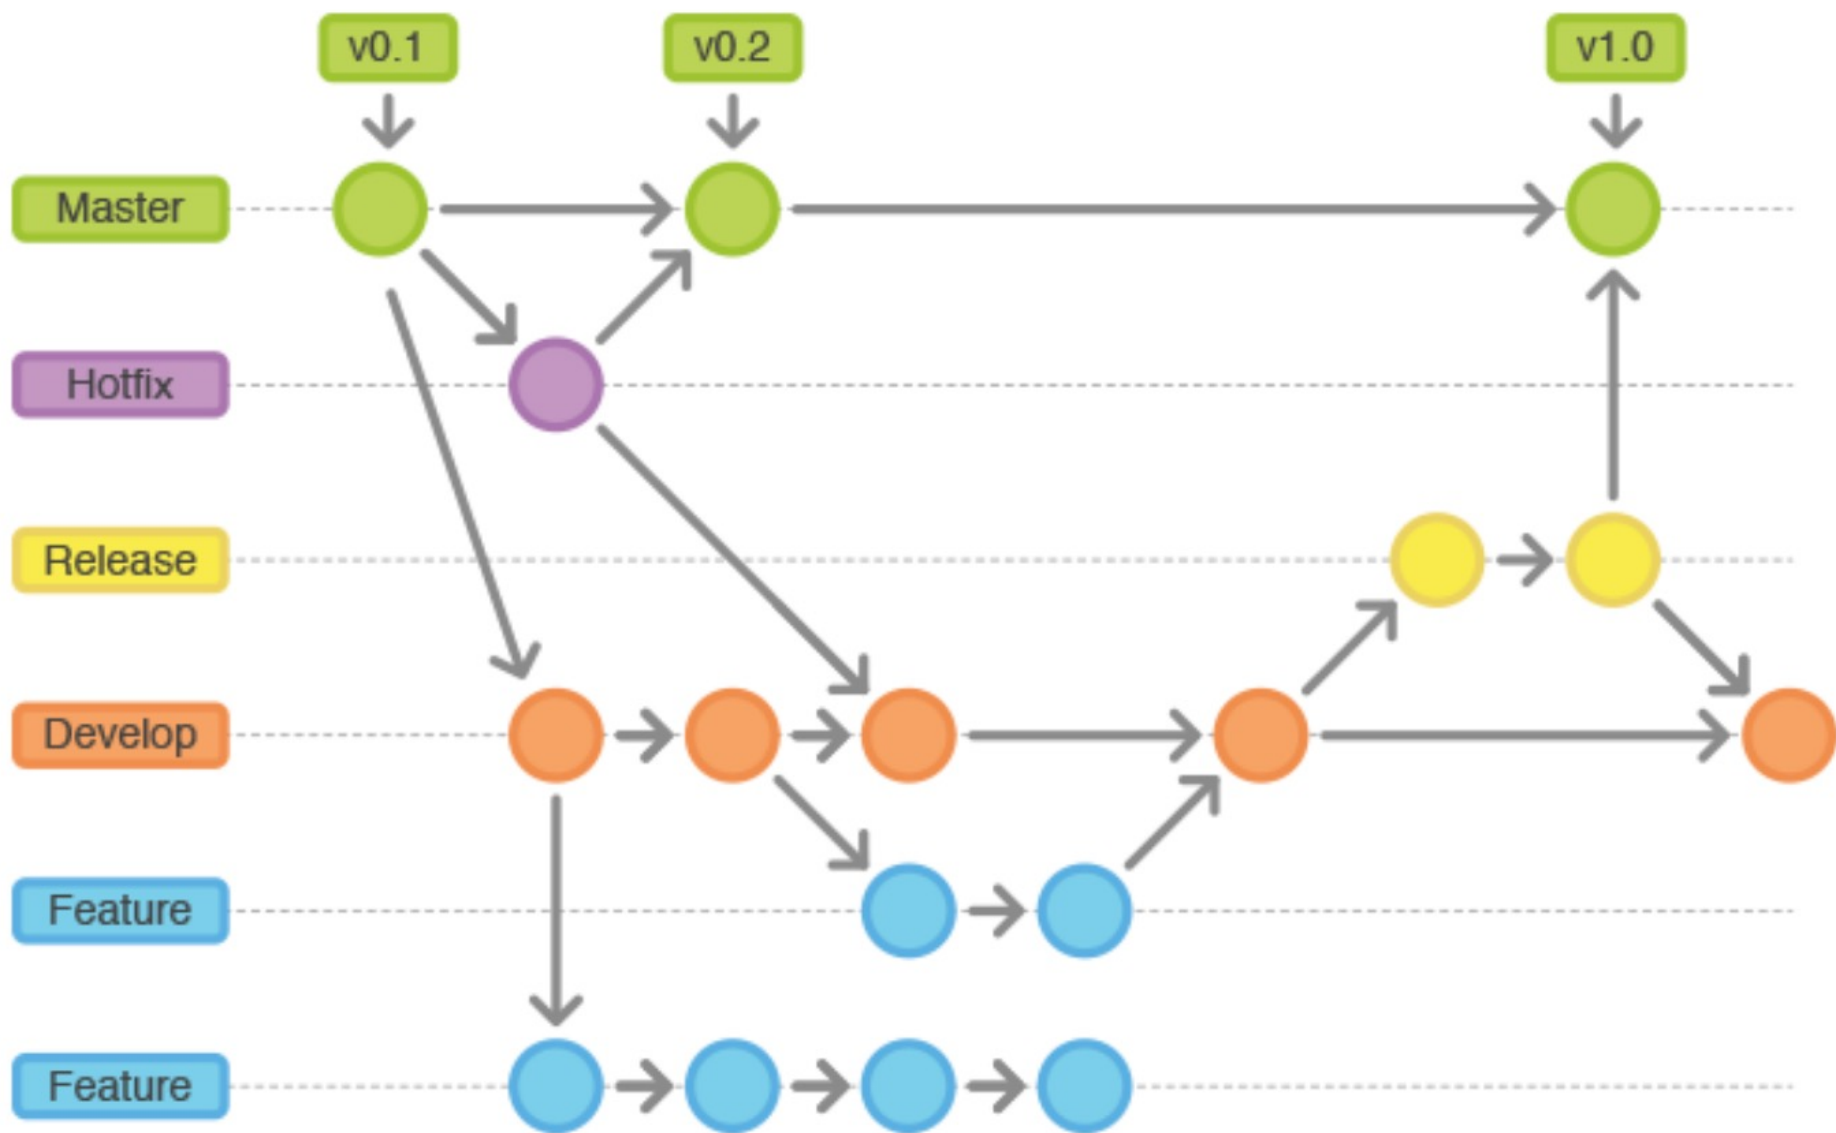 v0.1
v0.2
v1.0
Master
Hotfix
Release
Develop
Feature
Feature